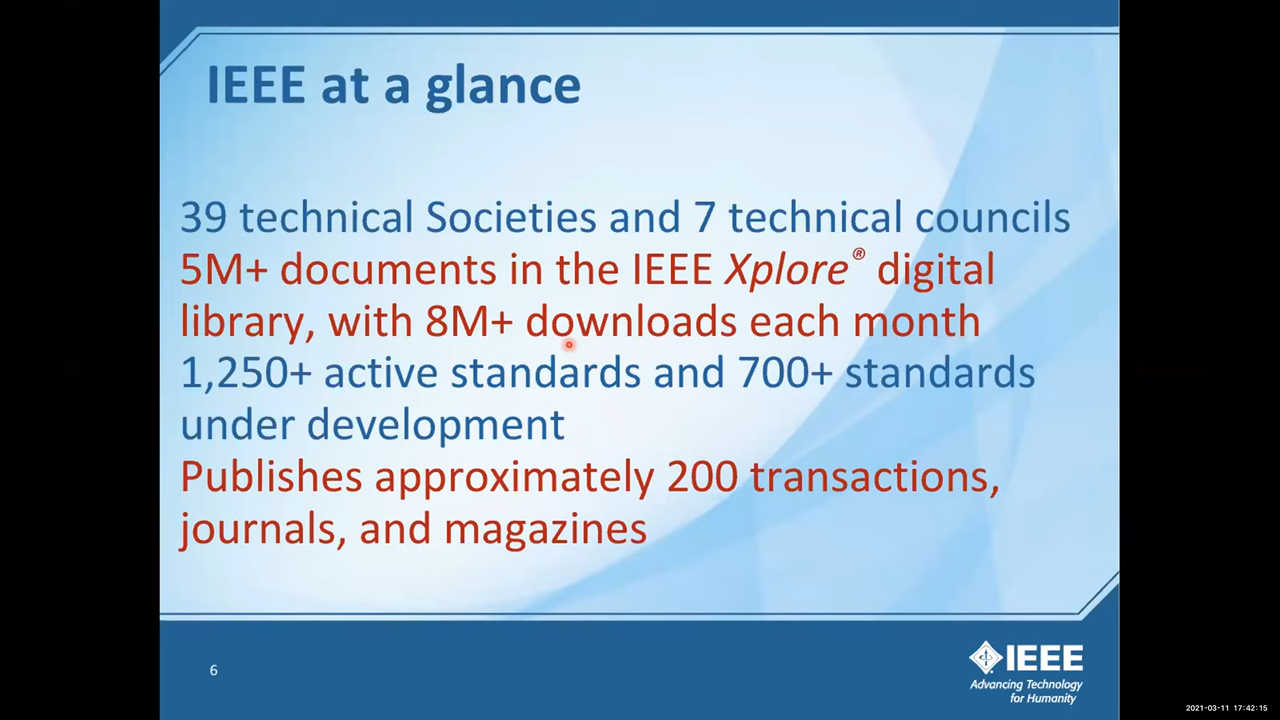 IEEE at a glance
39 technical Societies and 7 technical councils
5M+ documents in the IEEE Xplore® digital
library, with 8M+ downloads each month
1,250+ active standards and 700+ standards
under development
Publishes approximately 200 transactions,
journals, and magazines
6
IEEE
Advancing Technology
for Humanity
2021-03-11 17:42:15